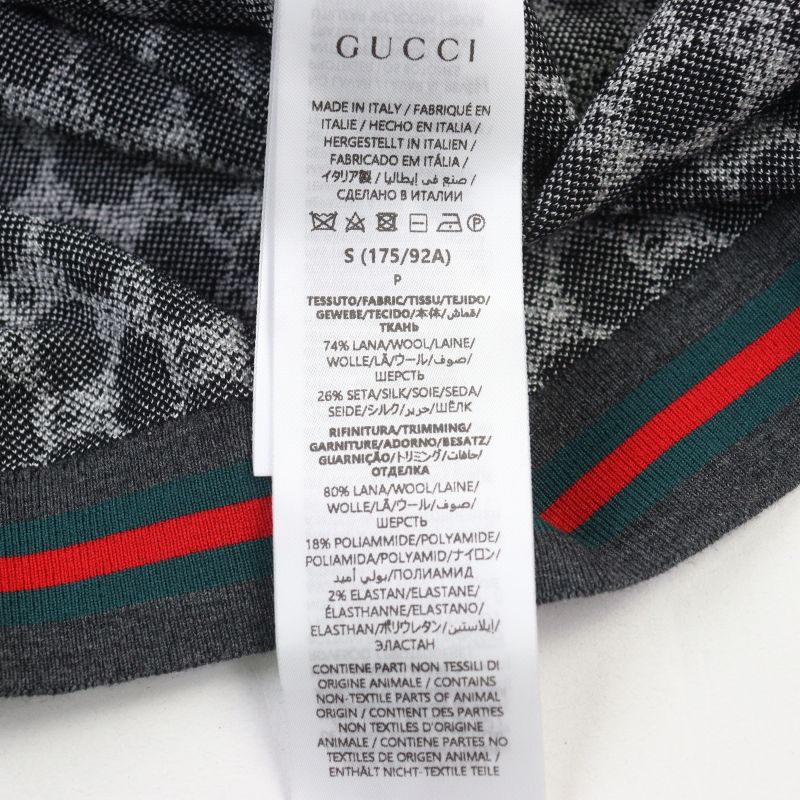 GUCCI
MADE IN ITALY / FABRIQUÉ EN
ITALIE / HECHO EN ITALIA /
HERGESTELLT IN ITALIEN /
FABRICADO EM ITÁLIA /
イタリア製 / صنع في إيطاليا /
СДЕЛАНО В ИТАЛИИ
P
S (175/92A)
P
TESSUTO/FABRIC/TISSU/TEJIDO/
GEWEBE/TECIDO/本体/قماش/
ТКАНЬ
74% LANA/WOOL/LAINE/
WOLLE/LÃ/ウール/صوف/
ШЕРСТЬ
26% SETA/SILK/SOIE/SEDA/
SEIDE/シルク/حرير/ШЁЛК
RIFINITURA/TRIMMING/
GARNITURE/ADORNO/BESATZ/
GUARNIÇÃO/トリミング/حافات/
ОТДЕЛКА
80% LANA/WOOL/LAINE/
WOLLE/LÃ/ウール/صوف/
ШЕРСТЬ
18% POLIAMMIDE/POLYAMIDE/
POLIAMIDA/POLYAMID/ナイロン/
بولي أميد/ПОЛИАМИД
2% ELASTAN/ELASTANE/
ÉLASTHANNE/ELASTANO/
ELASTHAN/ポリウレタン/إيلاستين/
ЭЛАСТАН
CONTIENE PARTI NON TESSILI DI
ORIGINE ANIMALE / CONTAINS
NON-TEXTILE PARTS OF ANIMAL
ORIGIN / CONTIENT DES PARTIES
NON TEXTILES D'ORIGINE
ANIMALE / CONTIENE PARTES NO
TEXTILES DE ORIGEN ANIMAL /
ENTHÄLT NICHT-TEXTILE TEILE